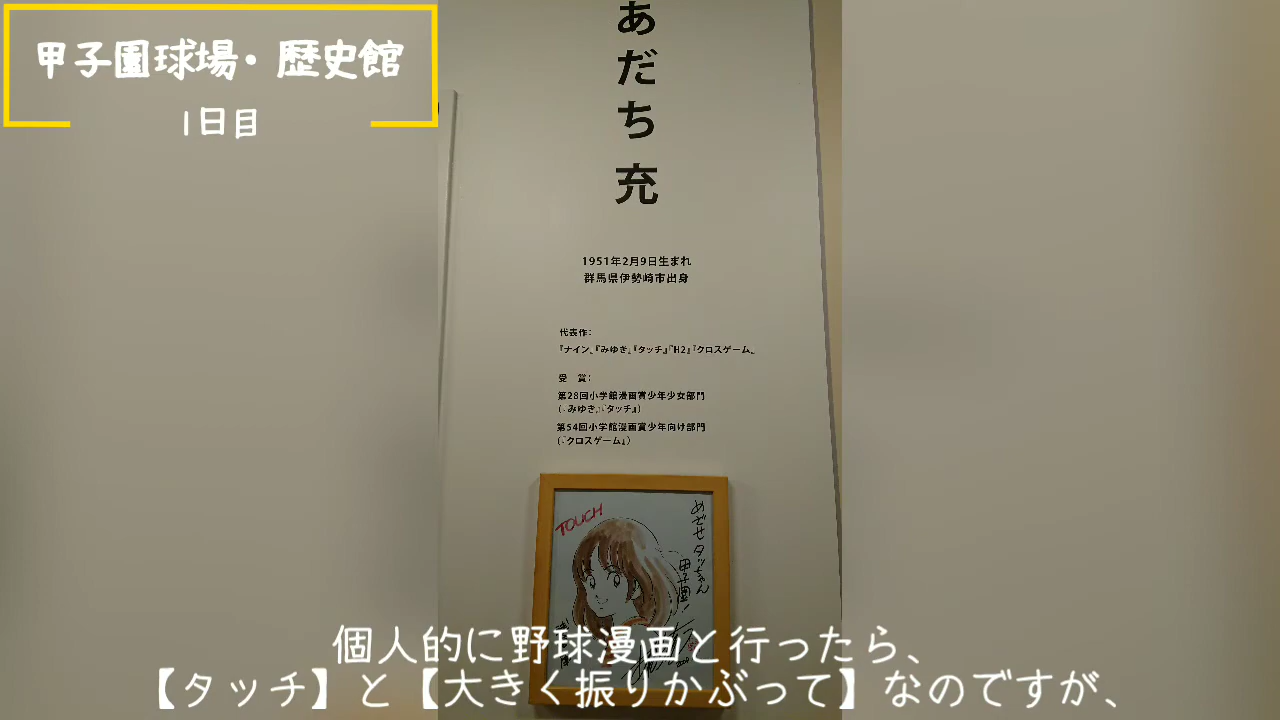 甲子園球場・歴史館
1日目
あだち 充
1951年2月9日生まれ
群馬県伊勢崎市出身
代表作：
『ナイン』『みゆき』『タッチ』『H2』『クロスゲーム』
受　賞：
第28回小学館漫画賞少年少女部門
（『みゆき』『タッチ』）
第54回小学館漫画賞少年向け部門
（『クロスゲーム』）
TOUCH
めざせタッちゃん
甲子園！
個人的に野球漫画と行ったら、
【タッチ】と【大きく振りかぶって】なのですが、